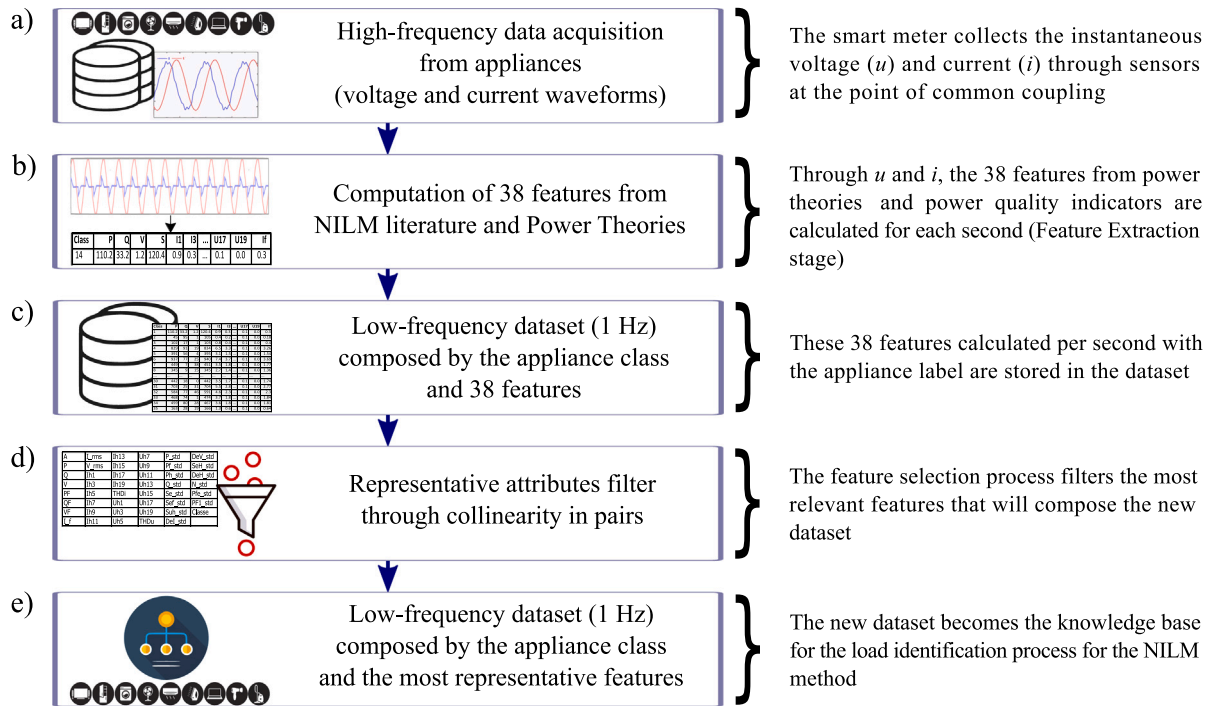 a)
High-frequency data acquisition
from appliances
(voltage and current waveforms)
The smart meter collects the instantaneous
voltage (u) and current (i) through sensors
at the point of common coupling
b)
Class P Q V S I1 I3 ... U17 U19 If
14 110.2 33.2 1.2 120.4 0.9 0.3 ... 0.1 0.0 0.3
Computation of 38 features from
NILM literature and Power Theories
Through u and i, the 38 features from power
theories and power quality indicators are
calculated for each second (Feature Extraction
stage)
c)
Low-frequency dataset (1 Hz)
composed by the appliance class
and 38 features
These 38 features calculated per second with
the appliance label are stored in the dataset
d)
A I_rms Ih13 Uh7 P_std DeV_std
P V_rms Ih15 Uh9 Pf_std SeH_std
Q Ih1 Ih17 Uh11 Ph_std DeH_std
V Ih3 Ih19 Uh13 Q_std N_std
PF Ih5 THDi Uh15 Se_std Pfe_std
QF Ih7 Uh1 Uh17 Sef_std PF1_std
VF Ih9 Uh3 Uh19 Suh_std Classe
I_f Ih11 Uh5 THDu DeI_std
Representative attributes filter
through collinearity in pairs
The feature selection process filters the most
relevant features that will compose the new
dataset
e)
Low-frequency dataset (1 Hz)
composed by the appliance class
and the most representative features
The new dataset becomes the knowledge base
for the load identification process for the NILM
method